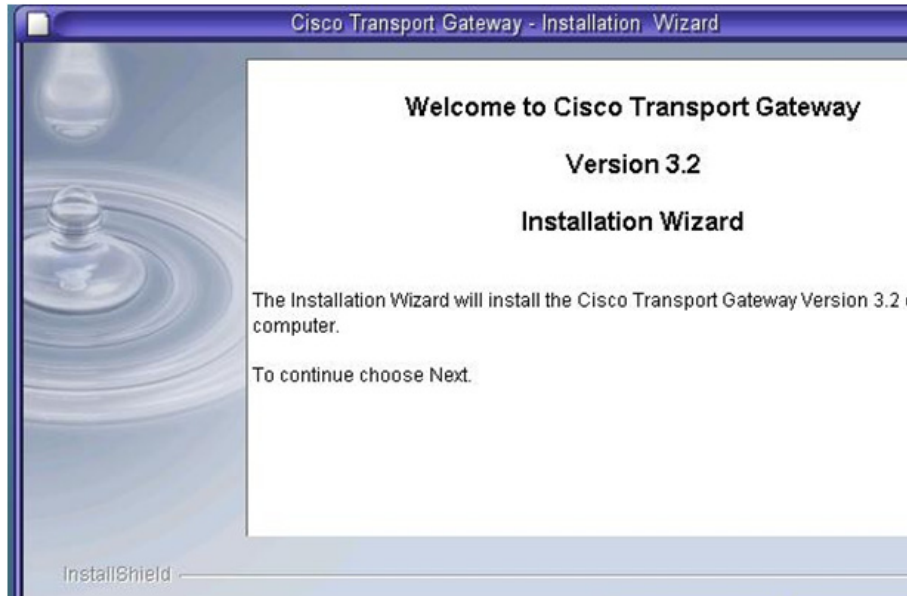 Cisco Transport Gateway - Installation Wizard
Welcome to Cisco Transport Gateway
Version 3.2
Installation Wizard
The Installation Wizard will install the Cisco Transport Gateway Version 3.2
computer.
To continue choose Next.
InstallShield